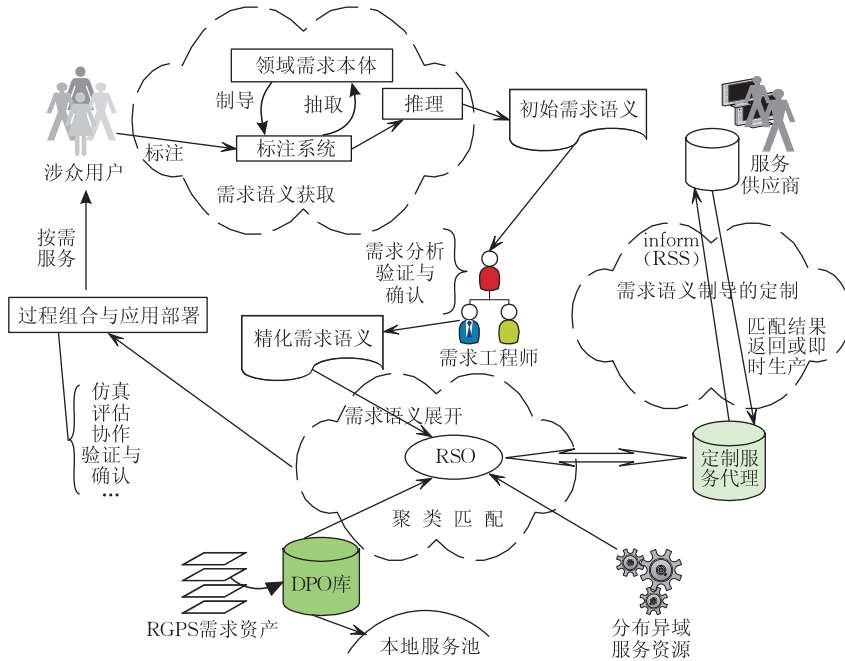 领域需求本体
制导
抽取
推理
标注
标注系统
需求语义获取
涉众用户
初始需求语义
服务
供应商
按需
服务
需求分析
验证与
确认
inform
(RSS)
需求语义制导的定制
过程组合与应用部署
精化需求语义
需求工程师
匹配结果
返回或即
时生产
仿真
评估
协作
验证与
确认
...
需求语义展开
RSO
定制服
务代理
聚 类 匹 配
DPO库
RGPS需求资产
本地服务池
分布异域
服务资源